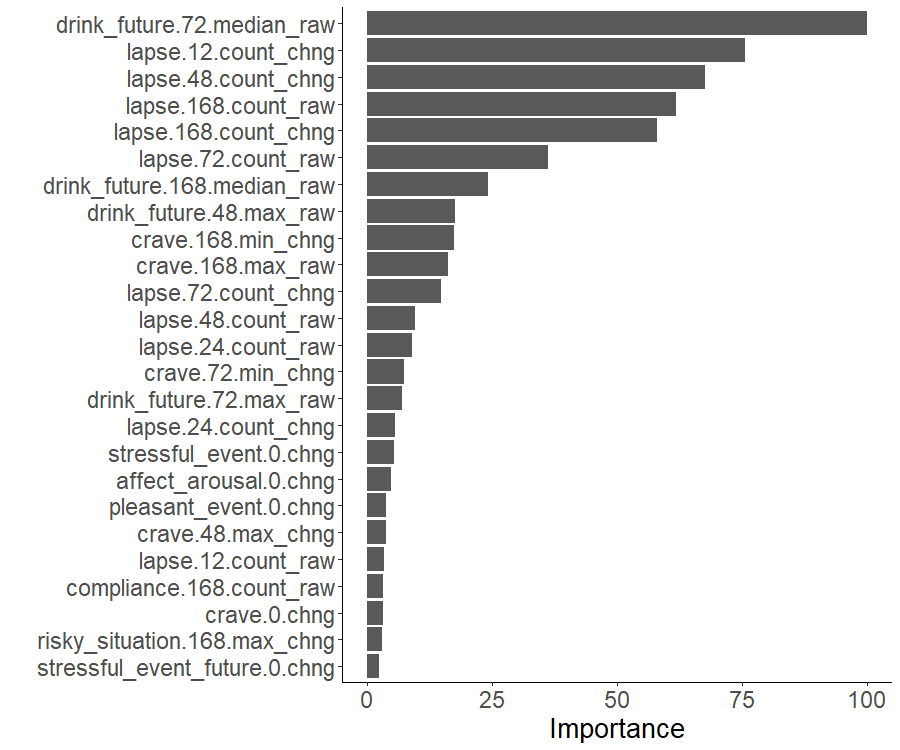 drink_future.72.median_raw
lapse.12.count_chng
lapse.48.count_chng
lapse.168.count_raw
lapse.168.count_chng
lapse.72.count_raw
drink_future.168.median_raw
drink_future.48.max_raw
crave.168.min_chng
crave.168.max_raw
lapse.72.count_chng
lapse.48.count_raw
lapse.24.count_raw
crave.72.min_chng
drink_future.72.max_raw
lapse.24.count_chng
stressful_event.0.chng
affect_arousal.0.chng
pleasant_event.0.chng
crave.48.max_chng
lapse.12.count_raw
compliance.168.count_raw
crave.0.chng
risky_situation.168.max_chng
stressful_event_future.0.chng
0 25 50 75 100
Importance